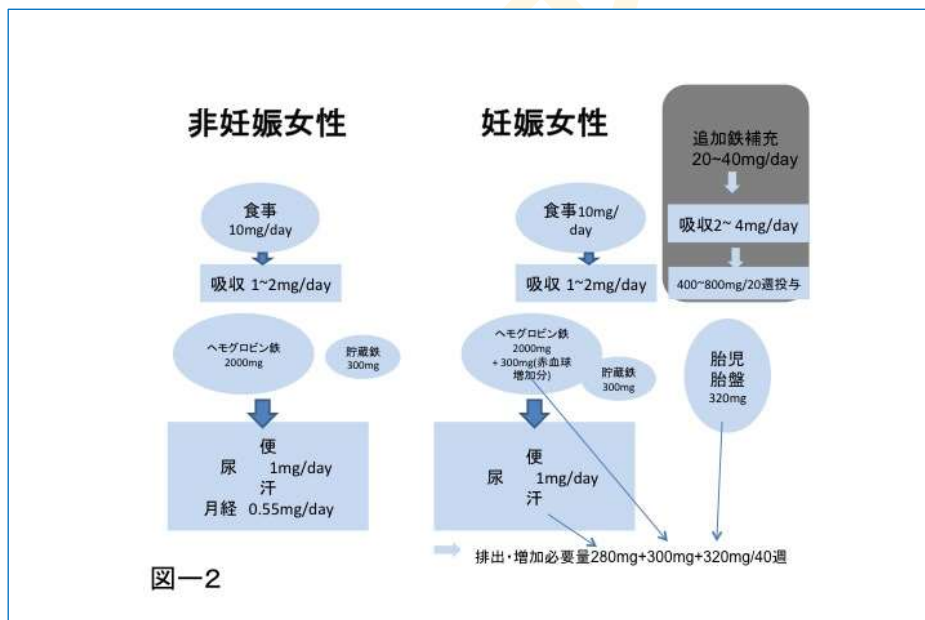 非妊娠女性
食事
10mg/day
吸収 1~2mg/day
ヘモグロビン鉄
2000mg
貯蔵鉄
300mg
便
尿 1mg/day
汗
月経 0.55mg/day
妊娠女性
食事10mg/
day
吸収 1~2mg/day
ヘモグロビン鉄
2000mg
+300mg(赤血球
増加分)
貯蔵鉄
300mg
便
尿 1mg/day
汗
追加鉄補充
20~40mg/day
吸収2~ 4mg/day
400~800mg/20週投与
胎児
胎盤
320mg
排出・増加必要量280mg+300mg+320mg/40週
図ー2